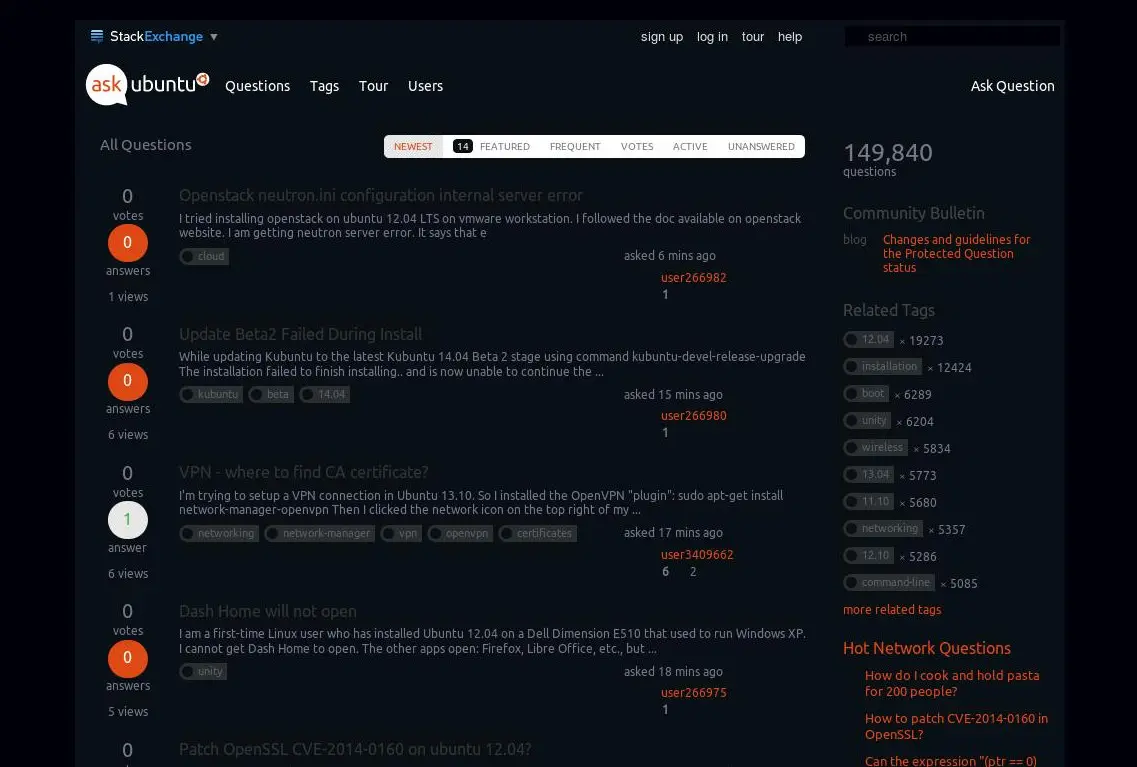 StackExchange ▼
sign up log in tour help
search
ask ubuntu
Questions Tags Tour Users
Ask Question
All Questions
NEWEST 14 FEATURED FREQUENT VOTES ACTIVE UNANSWERED
0
votes
0
answers
1 views
Openstack neutron.ini configuration internal server error
I tried installing openstack on ubuntu 12.04 LTS on vmware workstation. I followed the doc available on openstack
website. I am getting neutron server error. It says that e
cloud
asked 6 mins ago
user266982
1
0
votes
0
answers
6 views
Update Beta2 Failed During Install
While updating Kubuntu to the latest Kubuntu 14.04 Beta 2 stage using command kubuntu-devel-release-upgrade
The installation failed to finish installing.. and is now unable to continue the ...
kubuntu beta 14.04
asked 15 mins ago
user266980
1
0
votes
1
answer
6 views
VPN - where to find CA certificate?
I'm trying to setup a VPN connection in Ubuntu 13.10. So I installed the OpenVPN "plugin": sudo apt-get install
network-manager-openvpn Then I clicked the network icon on the top right of my ...
networking network-manager vpn openvpn certificates
asked 17 mins ago
user3409662
6 2
0
votes
0
answers
5 views
Dash Home will not open
I am a first-time Linux user who has installed Ubuntu 12.04 on a Dell Dimension E510 that used to run Windows XP.
I cannot get Dash Home to open. The other apps open: Firefox, Libre Office, etc., but ...
unity
asked 18 mins ago
user266975
1
0
Patch OpenSSL CVE-2014-0160 on ubuntu 12.04?
149,840
questions
Community Bulletin
blog
Changes and guidelines for
the Protected Question
status
Related Tags
12.04 × 19273
installation × 12424
boot × 6289
unity × 6204
wireless × 5834
13.04 × 5773
11.10 × 5680
networking × 5357
12.10 × 5286
command-line × 5085
more related tags
Hot Network Questions
How do I cook and hold pasta
for 200 people?
How to patch CVE-2014-0160 in
OpenSSL?
Can the expression "(ptr == 0)